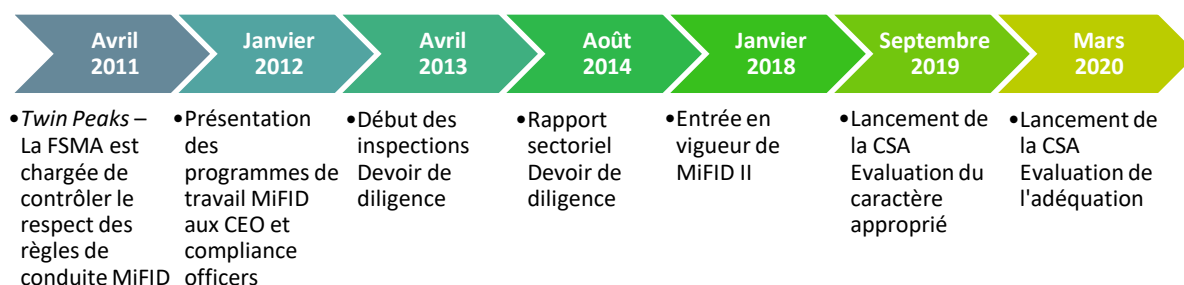 Avril
2011
Janvier
2012
Avril
2013
Août
2014
Janvier
2018
Septembre
2019
Mars
2020
•Twin Peaks –
La FSMA est
chargée de
contrôler le
respect des
règles de
conduite MiFID
•Présentation
des
programmes de
travail MiFID
aux CEO et
compliance
officers
•Début des
inspections
Devoir de
diligence
•Rapport
sectoriel
Devoir de
diligence
•Entrée en
vigueur de
MiFID II
•Lancement de
la CSA
Evaluation du
caractère
approprié
•Lancement de
la CSA
Evaluation de
l'adéquation